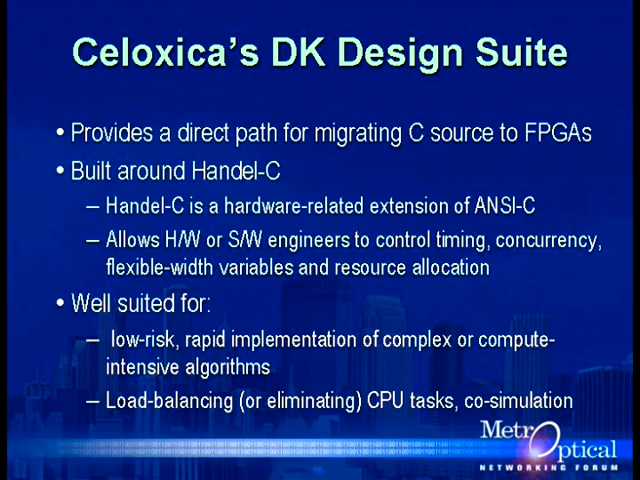 Celoxica's DK Design Suite
• Provides a direct path for migrating C source to FPGAs
• Built around Handel-C
– Handel-C is a hardware-related extension of ANSI-C
– Allows H/W or S/W engineers to control timing, concurrency,
flexible-width variables and resource allocation
• Well suited for:
– low-risk, rapid implementation of complex or compute-
intensive algorithms
– Load-balancing (or eliminating) CPU tasks, co-simulation
MetrOptical
NETWORKING FORUM